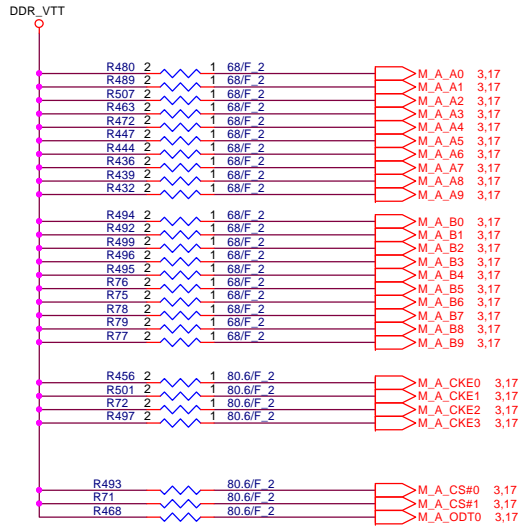 DDR_VTT
R480 2 1 68/F_2 M_A_A0 3,17
R489 2 1 68/F_2 M_A_A1 3,17
R507 2 1 68/F_2 M_A_A2 3,17
R463 2 1 68/F_2 M_A_A3 3,17
R472 2 1 68/F_2 M_A_A4 3,17
R447 2 1 68/F_2 M_A_A5 3,17
R444 2 1 68/F_2 M_A_A6 3,17
R436 2 1 68/F_2 M_A_A7 3,17
R439 2 1 68/F_2 M_A_A8 3,17
R432 2 1 68/F_2 M_A_A9 3,17
R494 2 1 68/F_2 M_A_B0 3,17
R492 2 1 68/F_2 M_A_B1 3,17
R499 2 1 68/F_2 M_A_B2 3,17
R496 2 1 68/F_2 M_A_B3 3,17
R495 2 1 68/F_2 M_A_B4 3,17
R76 2 1 68/F_2 M_A_B5 3,17
R75 2 1 68/F_2 M_A_B6 3,17
R78 2 1 68/F_2 M_A_B7 3,17
R79 2 1 68/F_2 M_A_B8 3,17
R77 2 1 68/F_2 M_A_B9 3,17
R456 2 1 80.6/F_2 M_A_CKE0 3,17
R501 2 1 80.6/F_2 M_A_CKE1 3,17
R72 2 1 80.6/F_2 M_A_CKE2 3,17
R497 2 1 80.6/F_2 M_A_CKE3 3,17
R493 80.6/F_2 M_A_CS#0 3,17
R71 80.6/F_2 M_A_CS#1 3,17
R468 80.6/F_2 M_A_ODT0 3,17